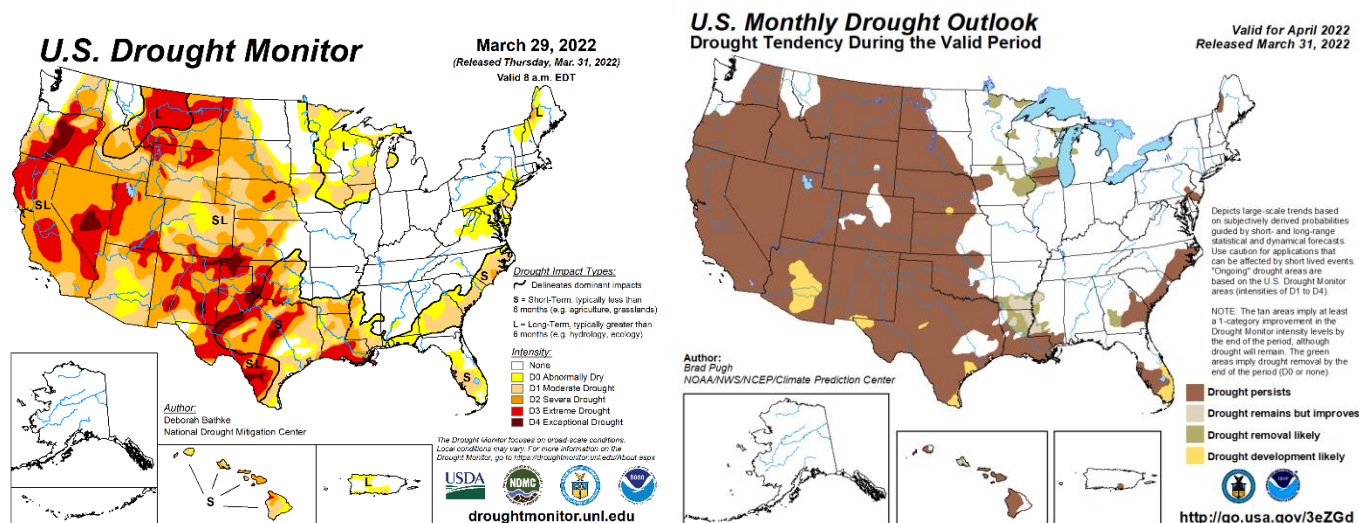 U.S. Drought Monitor
March 29, 2022
(Released Thursday, Mar. 31, 2022)
Valid 8 a.m. EDT
L
L
L
S
SL
SL
S
S
SL
S
Drought Impact Types:
Delineates dominant impacts
S = Short-Term, typically less than
6 months (e.g. agriculture, grasslands)
L = Long-Term, typically greater than
6 months (e.g. hydrology, ecology)
Intensity:
None
D0 Abnormally Dry
D1 Moderate Drought
D2 Severe Drought
D3 Extreme Drought
D4 Exceptional Drought
Author:
Deborah Bathke
National Drought Mitigation Center
S
L
The Drought Monitor focuses on broad-scale conditions.
Local conditions may vary. For more information on the
Drought Monitor, go to https://droughtmonitor.unl.edu/About.aspx
USDA
NDMC
droughtmonitor.unl.edu
U.S. Monthly Drought Outlook
Drought Tendency During the Valid Period
Valid for April 2022
Released March 31, 2022
Depicts large-scale trends based
on subjectively derived probabilities
guided by short- and long-range
statistical and dynamical forecasts.
Use caution for applications that
can be affected by short lived events.
"Ongoing" drought areas are
based on the U.S. Drought Monitor
areas (intensities of D1 to D4).
NOTE: The tan areas imply at least
a 1-category improvement in
the Drought Monitor intensity levels by
the end of the period, although
drought will remain. The green
areas imply drought removal by the
end of the period (D0 or none).
Author:
Brad Pugh
NOAA/NWS/NCEP/Climate Prediction Center
Drought persists
Drought remains but improves
Drought removal likely
Drought development likely
http://go.usa.gov/3eZGd